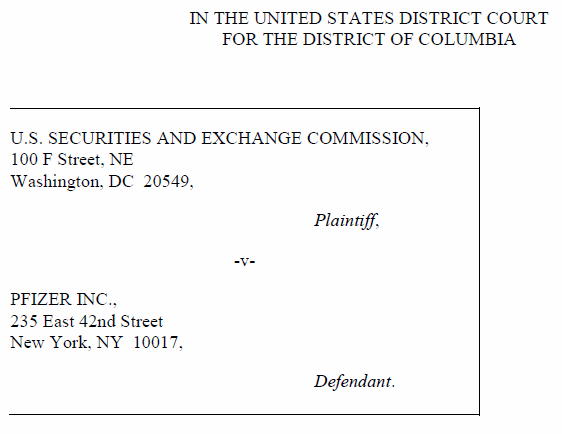 IN THE UNITED STATES DISTRICT COURT
FOR THE DISTRICT OF COLUMBIA
U.S. SECURITIES AND EXCHANGE COMMISSION,
100 F Street, NE
Washington, DC 20549,
Plaintiff,
-v-
PFIZER INC.,
235 East 42nd Street
New York, NY 10017,
Defendant.